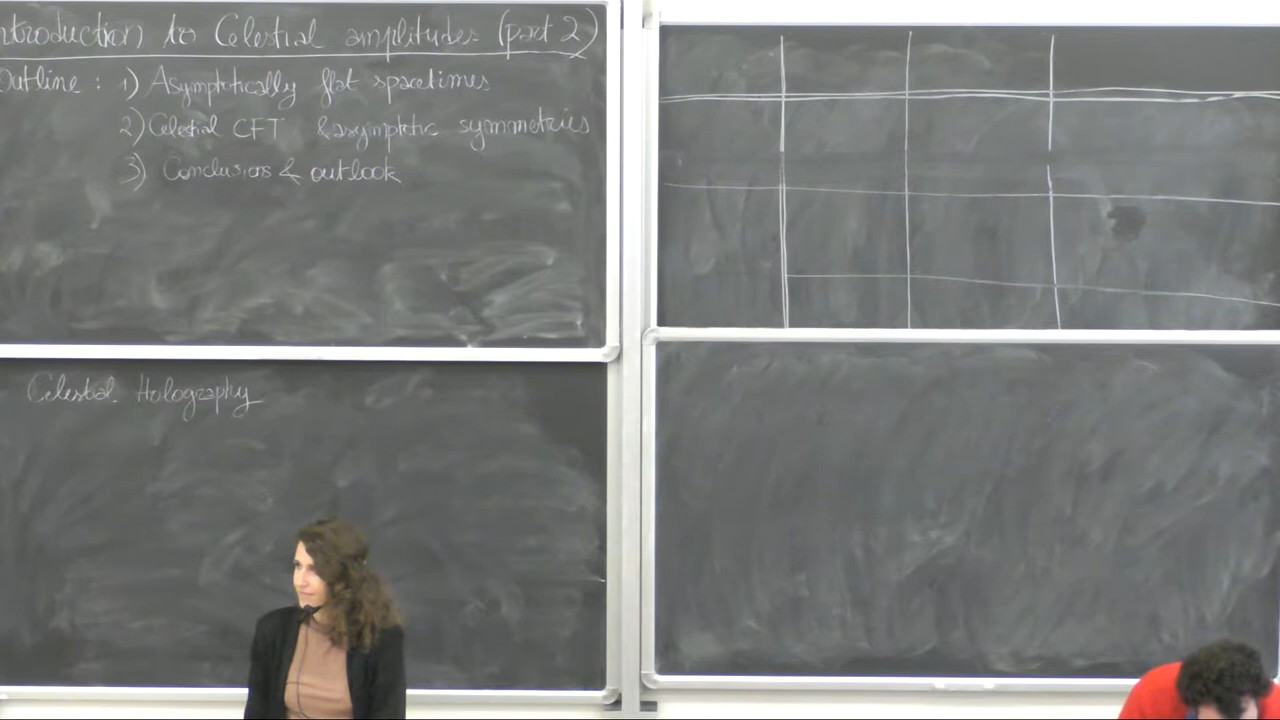 ntroduction to Celestial amplitudes (part 2)
Outline : 1) Asymptotically flat spacetimes
2) Celestial CFT & asymptotic symmetries
3) Conclusions & outlook
Celestial Holography